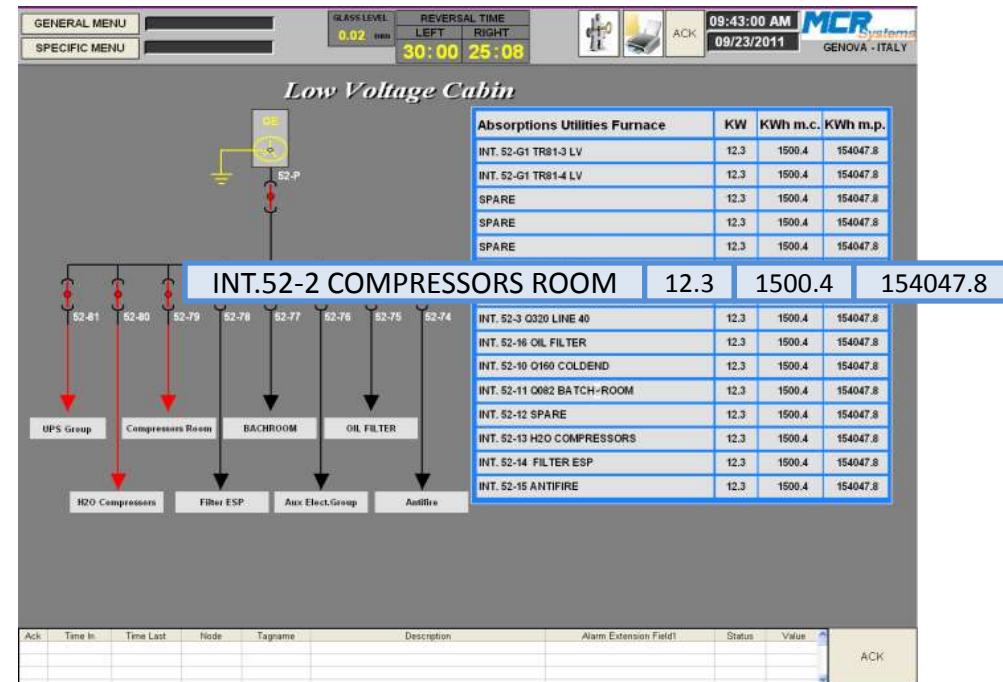 GENERAL MENU
SPECIFIC MENU
GLASS LEVEL
0.02 mm
REVERSAL TIME
LEFT RIGHT
30:00 25:08
ACK
09:43:00 AM
09/23/2011
MCR Systems
GENOVA - ITALY
Low Voltage Cabin
GE
52-P
Absorptions Utilities Furnace KW KWh m.c. KWh m.p.
INT. 52-G1 TR81-3 LV 12.3 1500.4 154047.8
INT. 52-G1 TR81-4 LV 12.3 1500.4 154047.8
SPARE 12.3 1500.4 154047.8
SPARE 12.3 1500.4 154047.8
SPARE 12.3 1500.4 154047.8
INT.52-2 COMPRESSORS ROOM 12.3 1500.4 154047.8
INT. 52-3 Q320 LINE 40 12.3 1500.4 154047.8
INT. 52-16 OIL FILTER 12.3 1500.4 154047.8
INT. 52-10 Q160 COLDEND 12.3 1500.4 154047.8
INT. 52-11 Q082 BATCH-ROOM 12.3 1500.4 154047.8
INT. 52-12 SPARE 12.3 1500.4 154047.8
INT. 52-13 H2O COMPRESSORS 12.3 1500.4 154047.8
INT. 52-14 FILTER ESP 12.3 1500.4 154047.8
INT. 52-15 ANTIFIRE 12.3 1500.4 154047.8
52-81 52-80 52-79 52-78 52-77 52-76 52-75 52-74
UPS Group Compressors Room BACHROOM OIL FILTER
H2O Compressors Filter ESP Aux Elect.Group Antifire
Ack Time In Time Last Node Tagname Description Alarm Extension Field1 Status Value
ACK